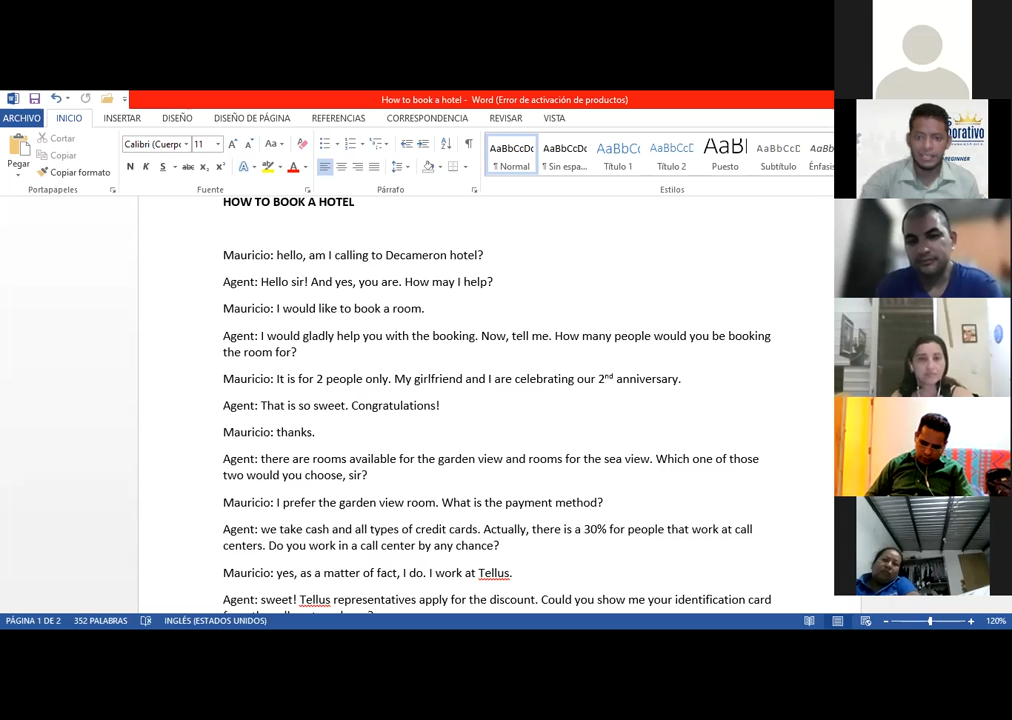 How to book a hotel - Word (Error de activación de productos)
ARCHIVO INICIO INSERTAR DISEÑO DISEÑO DE PÁGINA REFERENCIAS CORRESPONDENCIA REVISAR VISTA
Pegar
Cortar
Copiar
Copiar formato
Portapapeles
Calibri (Cuerpo 11
N K S abc x₂ x²
Fuente
Párrafo
AaBbCcDc AaBbCcDc AaBbCc AaBbCcC AaBl AaBbCcD AaBb
¶ Normal ¶ Sin espa... Título 1 Título 2 Puesto Subtítulo Énfasis
Estilos
HOW TO BOOK A HOTEL
Mauricio: hello, am I calling to Decameron hotel?
Agent: Hello sir! And yes, you are. How may I help?
Mauricio: I would like to book a room.
Agent: I would gladly help you with the booking. Now, tell me. How many people would you be booking
the room for?
Mauricio: It is for 2 people only. My girlfriend and I are celebrating our 2nd anniversary.
Agent: That is so sweet. Congratulations!
Mauricio: thanks.
Agent: there are rooms available for the garden view and rooms for the sea view. Which one of those
two would you choose, sir?
Mauricio: I prefer the garden view room. What is the payment method?
Agent: we take cash and all types of credit cards. Actually, there is a 30% for people that work at call
centers. Do you work in a call center by any chance?
Mauricio: yes, as a matter of fact, I do. I work at Tellus.
Agent: sweet! Tellus representatives apply for the discount. Could you show me your identification card
PÁGINA 1 DE 2 352 PALABRAS INGLÉS (ESTADOS UNIDOS) 120%
orativo
EGINNER